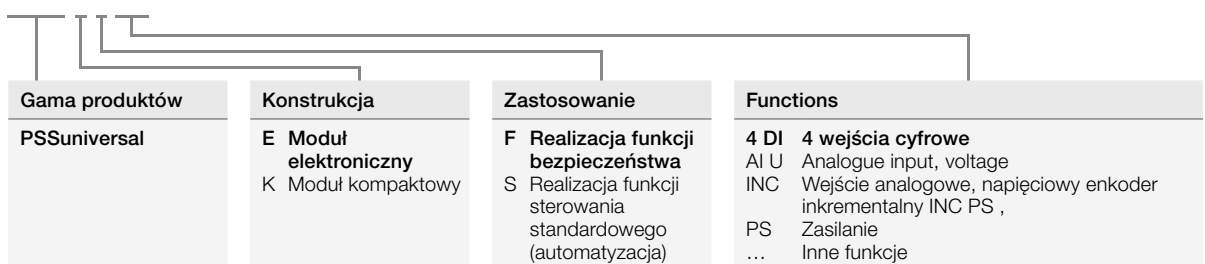 Gama produktów
PSSuniversal
Konstrukcja
E Moduł
elektroniczny
K Moduł kompaktowy
Zastosowanie
F Realizacja funkcji
bezpieczeństwa
S Realizacja funkcji
sterowania
standardowego
(automatyzacja)
Functions
4 DI 4 wejścia cyfrowe
AI U Analogue input, voltage
INC Wejście analogowe, napięciowy enkoder
inkrementalny INC PS ,
PS Zasilanie
… Inne funkcje